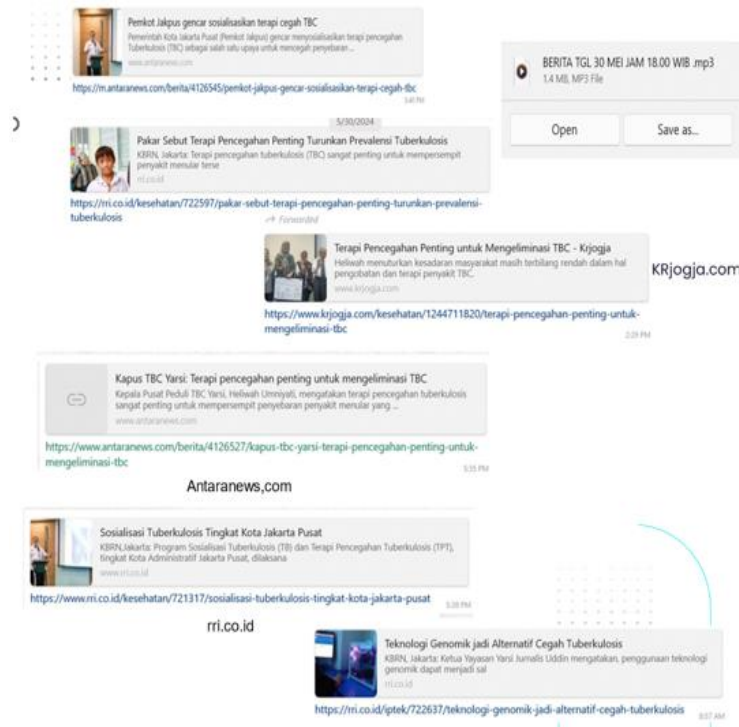 Pemkot Jakpus gencar sosialisasikan terapi cegah TBC
Pemerintah Kota Jakarta Pusat (Pemkot Jakpus) gencar menyosialisasikan terapi pencegahan
Tuberkulosis (TBC) sebagai salah satu upaya untuk mencegah penyebaran ...
www.antaranews.com
https://m.antaranews.com/berita/4126545/pemkot-jakpus-gencar-sosialisasikan-terapi-cegah-tbc
BERITA TGL 30 MEI JAM 18.00 WIB .mp3
1.4 MB, MP3 File
Open
Save as...
5/30/2024
Pakar Sebut Terapi Pencegahan Penting Turunkan Prevalensi Tuberkulosis
KBRN, Jakarta: Terapi pencegahan tuberkulosis (TBC) sangat penting untuk mempersempit
penyakit menular terse
rri.co.id
https://rri.co.id/kesehatan/722597/pakar-sebut-terapi-pencegahan-penting-turunkan-prevalensi-
tuberkulosis
Forwarded
Terapi Pencegahan Penting untuk Mengeliminasi TBC - Krjogja
Heliwah menuturkan kesadaran masyarakat masih terbilang rendah dalam hal
pengobatan dan terapi penyakit TBC.
www.krjogja.com
KRjogja.com
https://www.krjogja.com/kesehatan/1244711820/terapi-pencegahan-penting-untuk-
mengeliminasi-tbc
2:29 PM
Kapus TBC Yarsi: Terapi pencegahan penting untuk mengeliminasi TBC
Kepala Pusat Peduli TBC Yarsi, Heliwah Umniyati, mengatakan terapi pencegahan tuberkulosis
sangat penting untuk mempersempit penyebaran penyakit menular yang ...
www.antaranews.com
https://www.antaranews.com/berita/4126527/kapus-tbc-yarsi-terapi-pencegahan-penting-untuk-
mengeliminasi-tbc
5:35 PM
Antaranews,com
Sosialisasi Tuberkulosis Tingkat Kota Jakarta Pusat
KBRN,Jakarta: Program Sosialisasi Tuberkulosis (TB) dan Terapi Pencegahan Tuberkulosis (TPT),
tingkat Kota Administratif Jakarta Pusat, dilaksana
www.rri.co.id
https://www.rri.co.id/kesehatan/721317/sosialisasi-tuberkulosis-tingkat-kota-jakarta-pusat
5:39 PM
rri.co.id
Teknologi Genomik jadi Alternatif Cegah Tuberkulosis
KBRN, Jakarta: Ketua Yayasan Yarsi Jurnalis Uddin mengatakan, penggunaan teknologi
genomik dapat menjadi sal
rri.co.id
https://rri.co.id/iptek/722637/teknologi-genomik-jadi-alternatif-cegah-tuberkulosis
8:07 AM